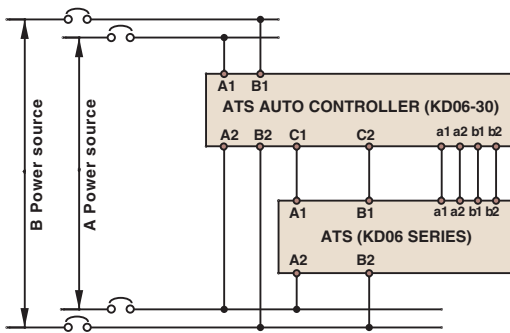 A1 B1
ATS AUTO CONTROLLER (KD06-30)
A2 B2 C1 C2 a1 a2 b1 b2
B Power source
A Power source
A1 B1 a1 a2 b1 b2
ATS (KD06 SERIES)
A2 B2